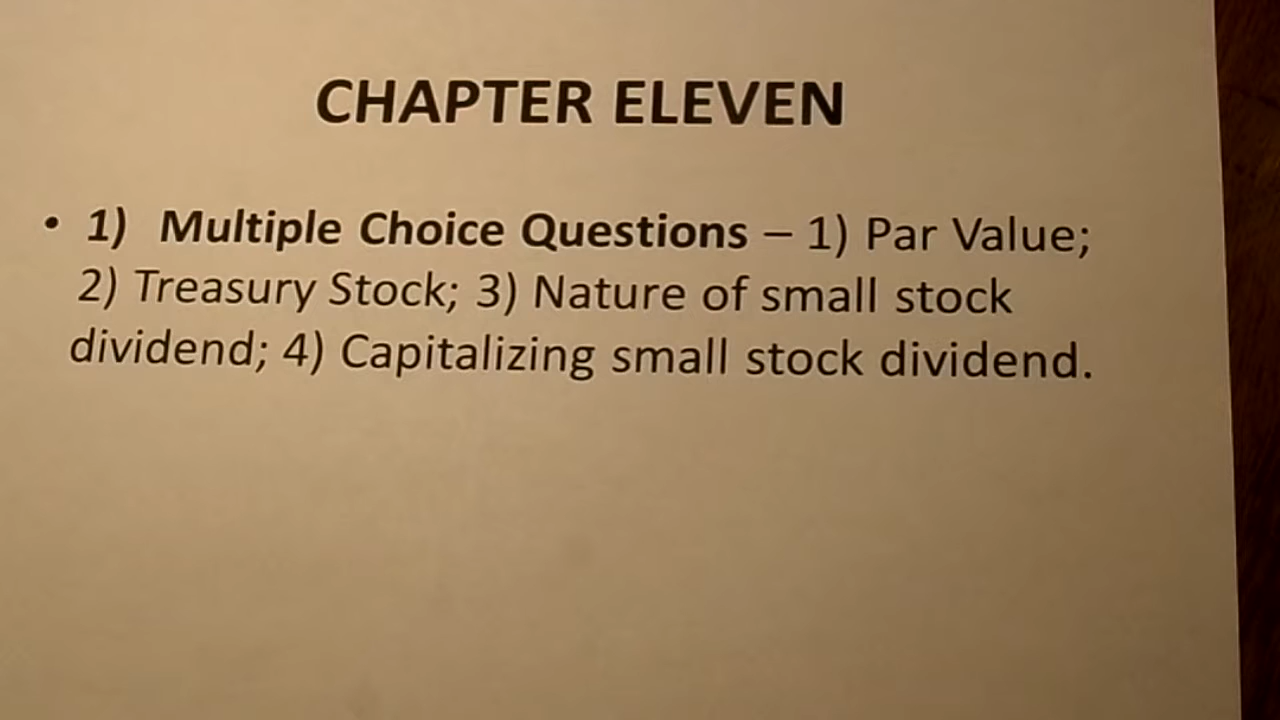 CHAPTER ELEVEN
• 1) Multiple Choice Questions – 1) Par Value;
2) Treasury Stock; 3) Nature of small stock
dividend; 4) Capitalizing small stock dividend.